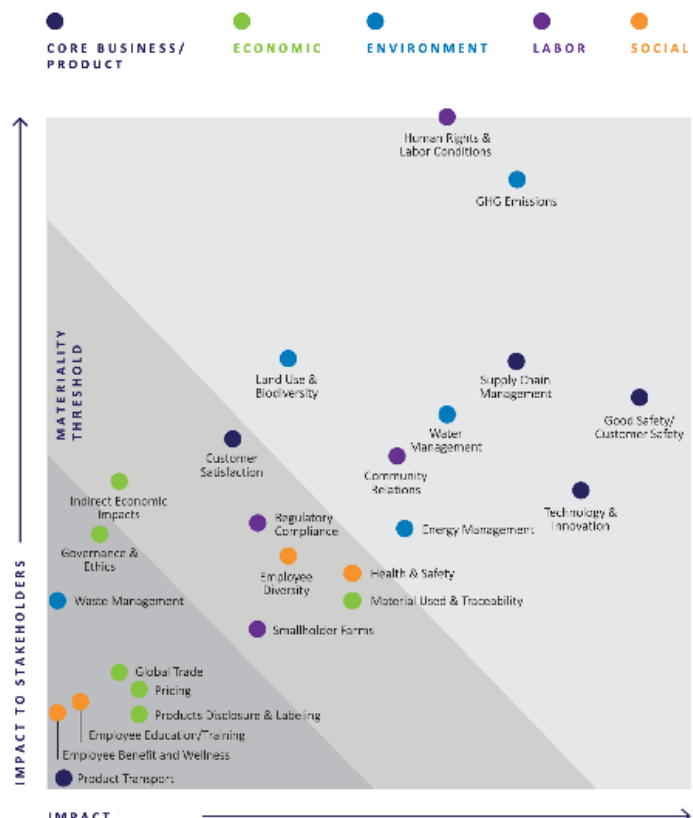 CORE BUSINESS/
PRODUCT
ECONOMIC
ENVIRONMENT
LABOR
SOCIAL
Human Rights &
Labor Conditions
GHG Emissions
MATERIALITY
THRESHOLD
Land Use &
Biodiversity
Supply Chain
Management
Good Safety/
Customer Safety
Water
Management
Customer
Satisfaction
Community
Relations
Indirect Economic
Impacts
Technology &
Innovation
Regulatory
Compliance
Energy Management
Governance &
Ethics
Employee
Diversity
Health & Safety
Waste Management
Material Used & Traceability
Smallholder Farms
Global Trade
Pricing
Products Disclosure & Labeling
Employee Education/Training
Employee Benefit and Wellness
Product Transport
IMPACT TO STAKEHOLDERS
IMPACT